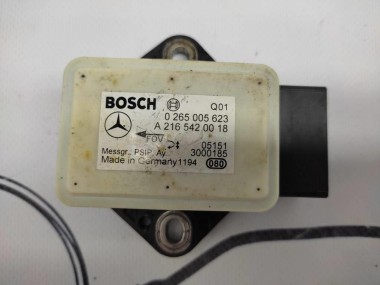 BOSCH Q01
0 265 005 623
A 216 542 00 18
FOV 05151
Messgr.: PSIP, Ay 3000185
Made in Germany 1194 080